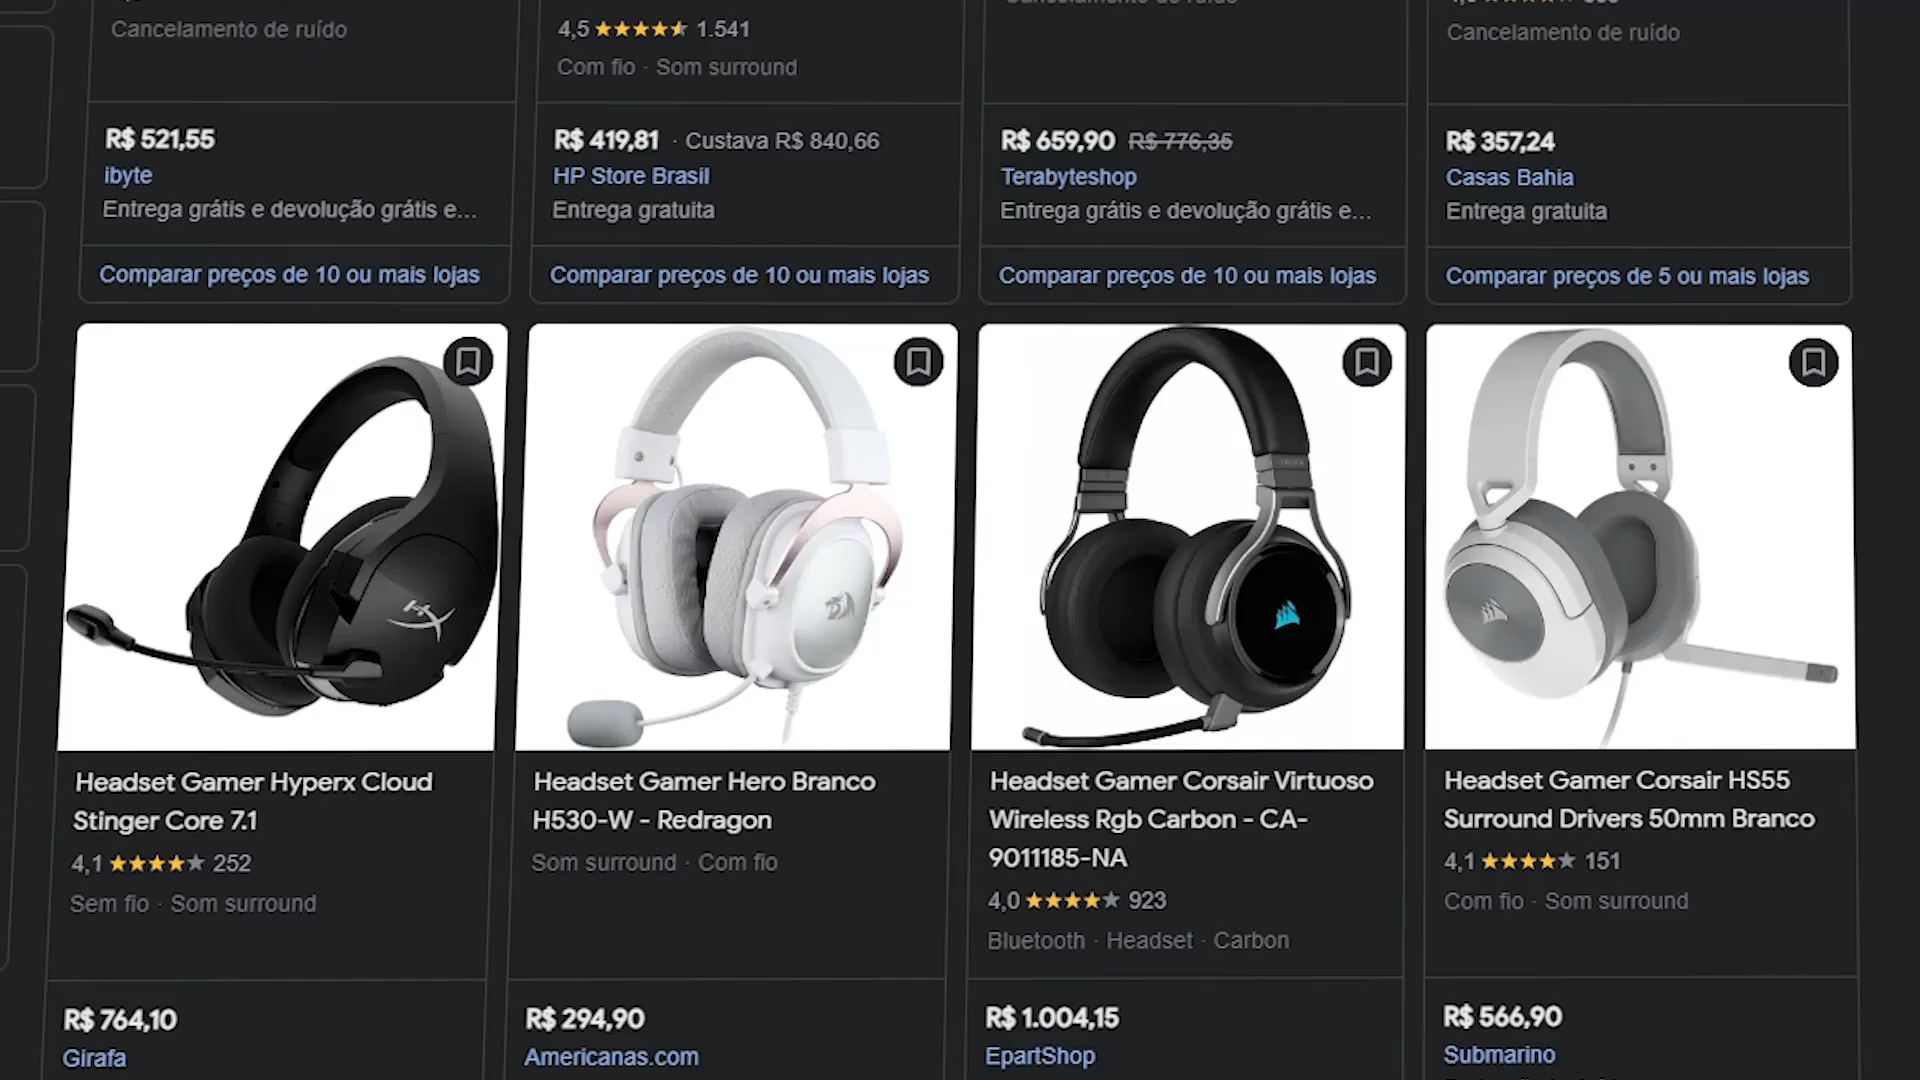 Cancelamento de ruído
4,5 1.541
Com fio · Som surround
Cancelamento de ruído
Cancelamento de ruído
R$ 521,55
ibyte
Entrega grátis e devolução grátis e...
Comparar preços de 10 ou mais lojas
R$ 419,81 · Custava R$ 840,66
HP Store Brasil
Entrega gratuita
Comparar preços de 10 ou mais lojas
R$ 659,90 R$ 776,35
Terabyteshop
Entrega grátis e devolução grátis e...
Comparar preços de 10 ou mais lojas
R$ 357,24
Casas Bahia
Entrega gratuita
Comparar preços de 5 ou mais lojas
HX
Headset Gamer Hyperx Cloud
Stinger Core 7.1
4,1 252
Sem fio · Som surround
R$ 764,10
Girafa
Headset Gamer Hero Branco
H530-W - Redragon
Som surround · Com fio
R$ 294,90
Americanas.com
Headset Gamer Corsair Virtuoso
Wireless Rgb Carbon - CA-
9011185-NA
4,0 923
Bluetooth · Headset · Carbon
R$ 1.004,15
EpartShop
Headset Gamer Corsair HS55
Surround Drivers 50mm Branco
4,1 151
Com fio · Som surround
R$ 566,90
Submarino